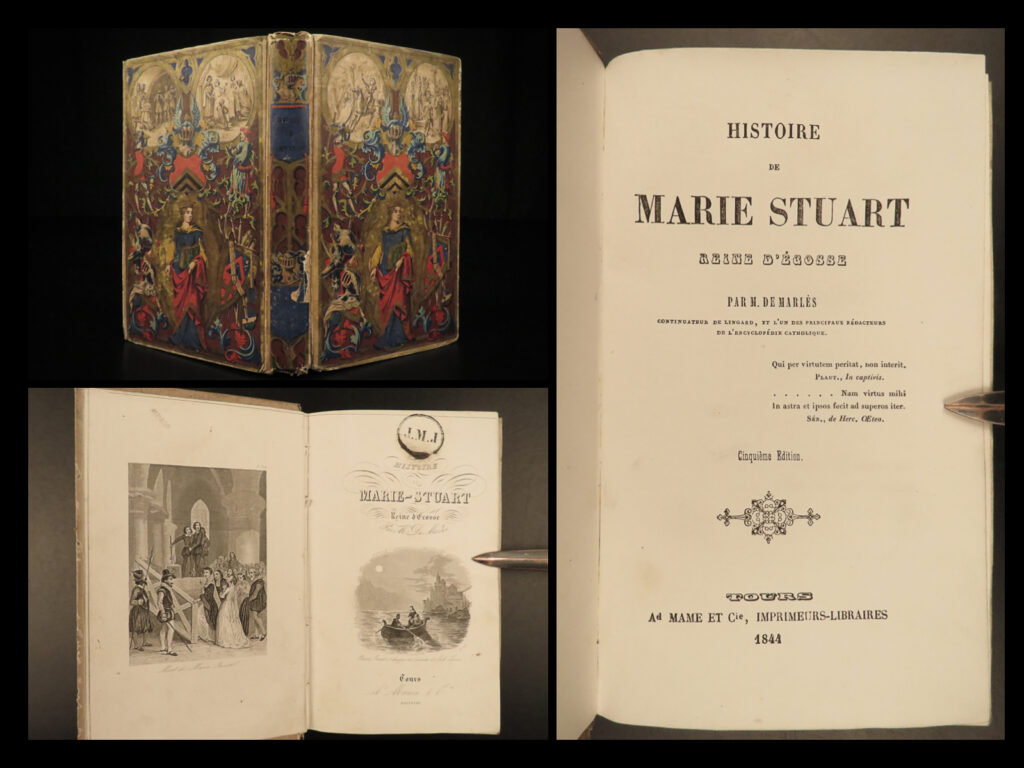 J.M.J
HISTOIRE
MARIE-STUART
Reine d'Ecosse
Tours
HISTOIRE
DE
MARIE STUART
REINE D'ÉCOSSE
PAR M. DE MARLÈS
CONTINUATEUR DE LINGARD, ET L'UN DES PRINCIPAUX RÉDACTEURS
DE L'ENCYCLOPÉDIE CATHOLIQUE.
Qui per virtutem peritat, non interit,
PLAUT., In captivis.
. . . . . . Nam virtus mihi
In astra et ipsos fecit ad superos iter.
SÉN., de Herc. Œteo.
Cinquième Edition.
TOURS
Ad MAME ET Cie, IMPRIMEURS-LIBRAIRES
1844